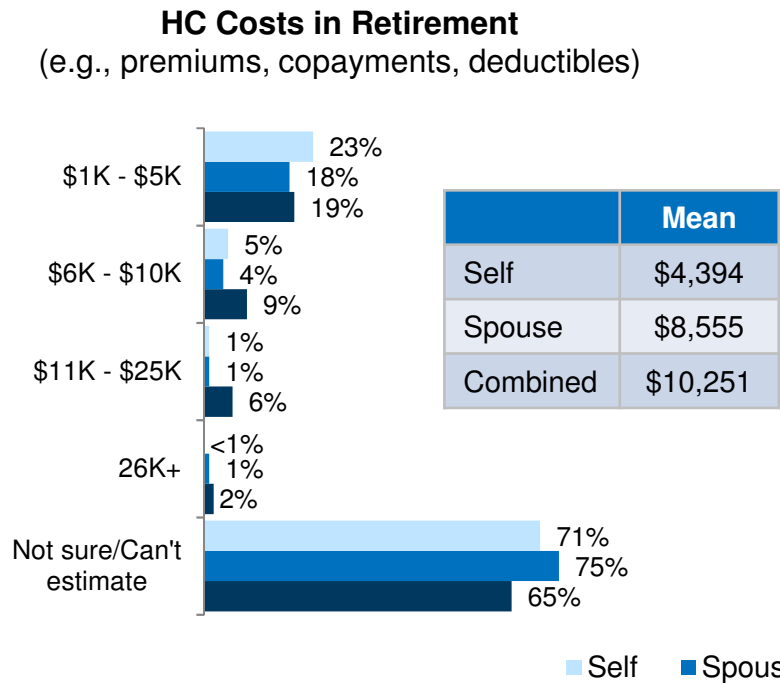 HC Costs in Retirement
(e.g., premiums, copayments, deductibles)
$1K - $5K
23%
18%
19%
$6K - $10K
5%
4%
9%
$11K - $25K
1%
1%
6%
26K+
<1%
1%
2%
Not sure/Can't
estimate
71%
75%
65%
Mean
Self $4,394
Spouse $8,555
Combined $10,251
Self Spous